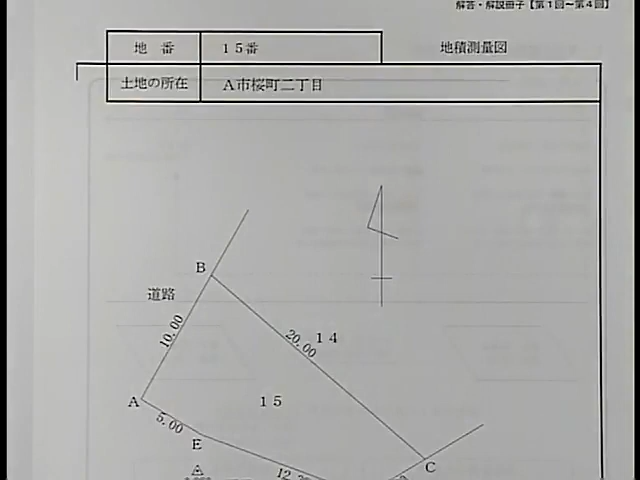 解答・解説冊子【第1回～第4回】
地 番 15番 地積測量図
土地の所在 A市桜町二丁目
B
道路
10.00
20.00
14
15
A
5.00
E
C